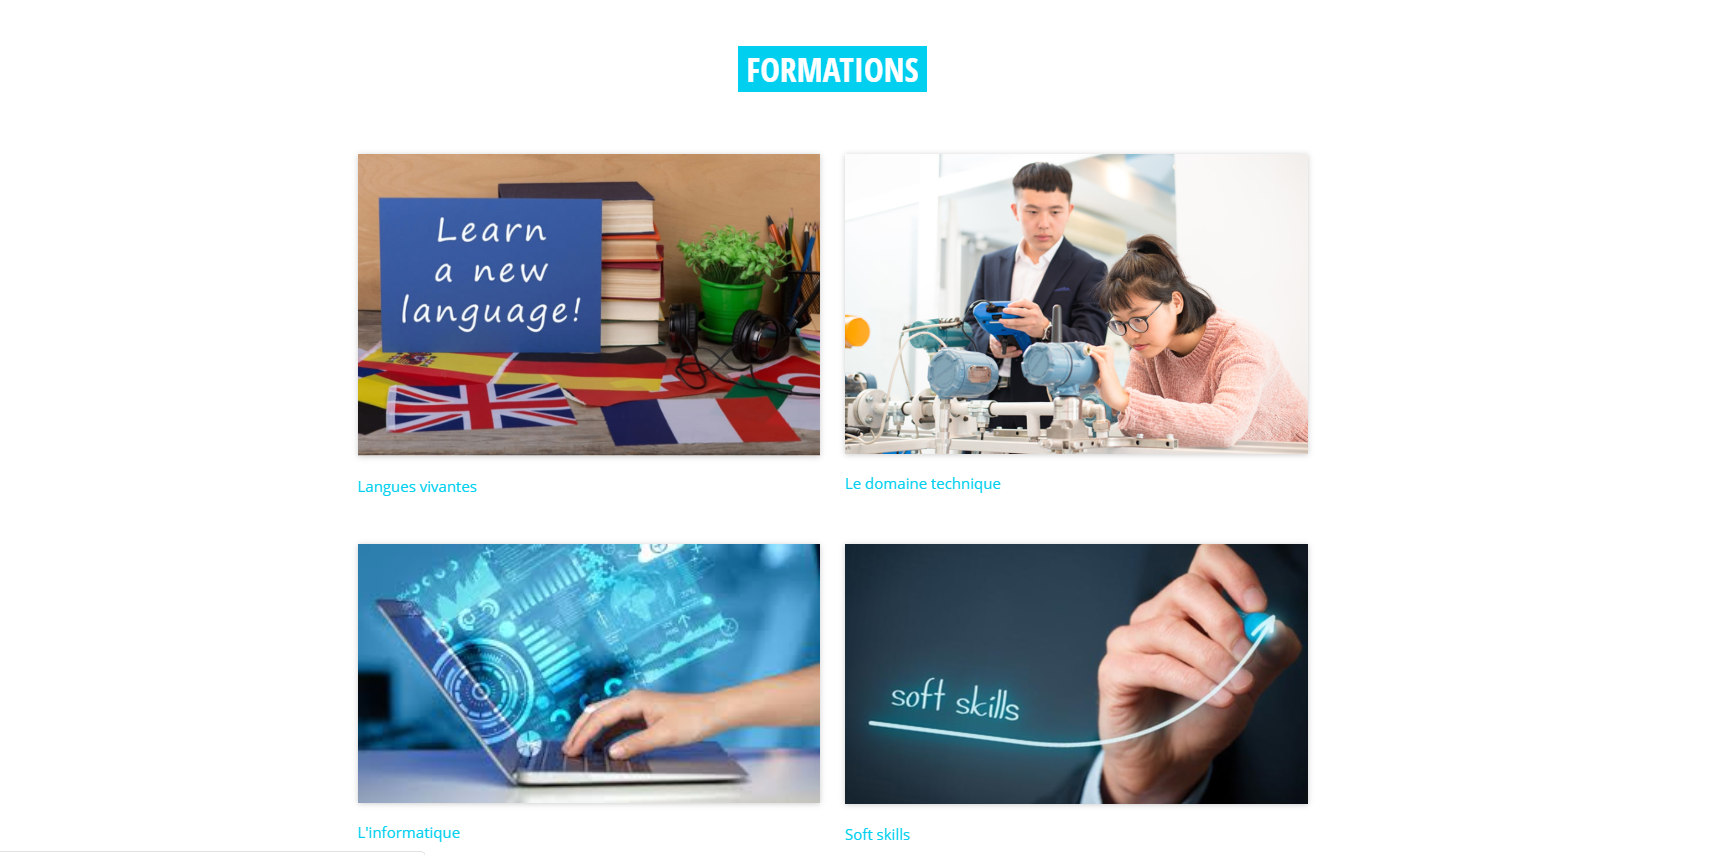 FORMATIONS
Learn
a new
language!
Langues vivantes
Le domaine technique
soft skills
L'informatique
Soft skills